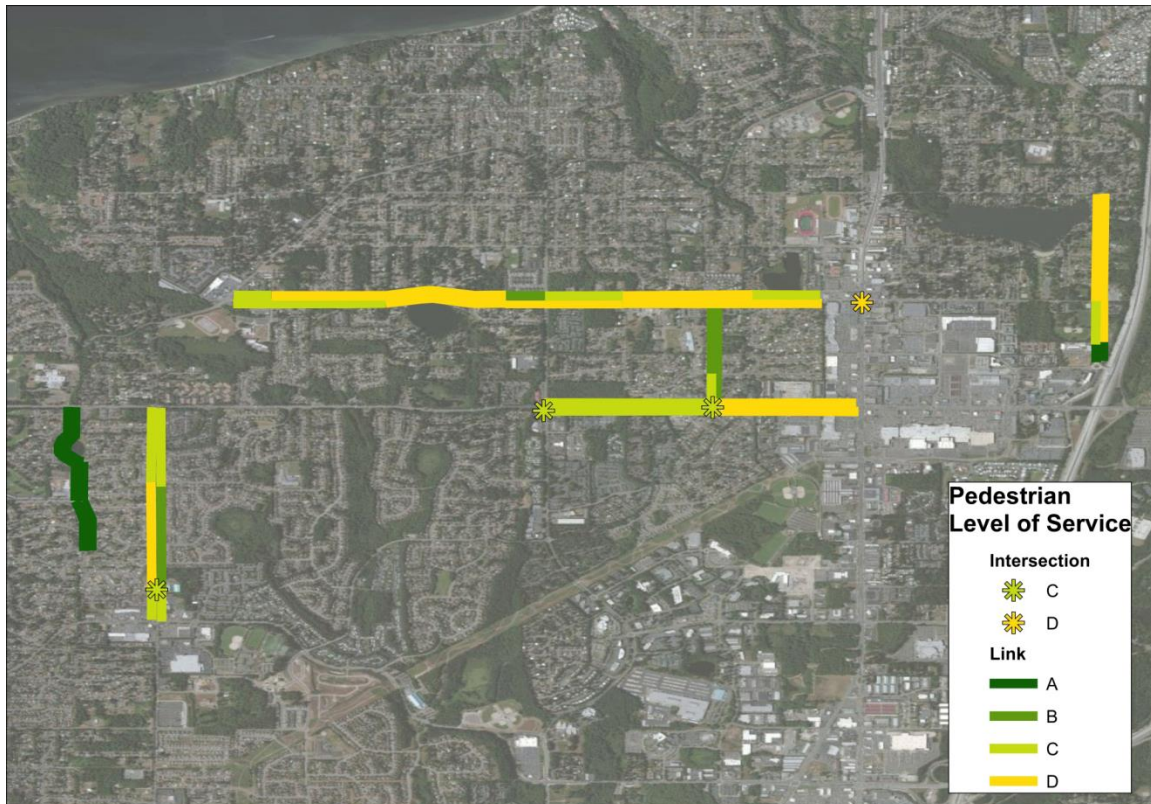 Pedestrian
Level of Service
Intersection
C
D
Link
A
B
C
D